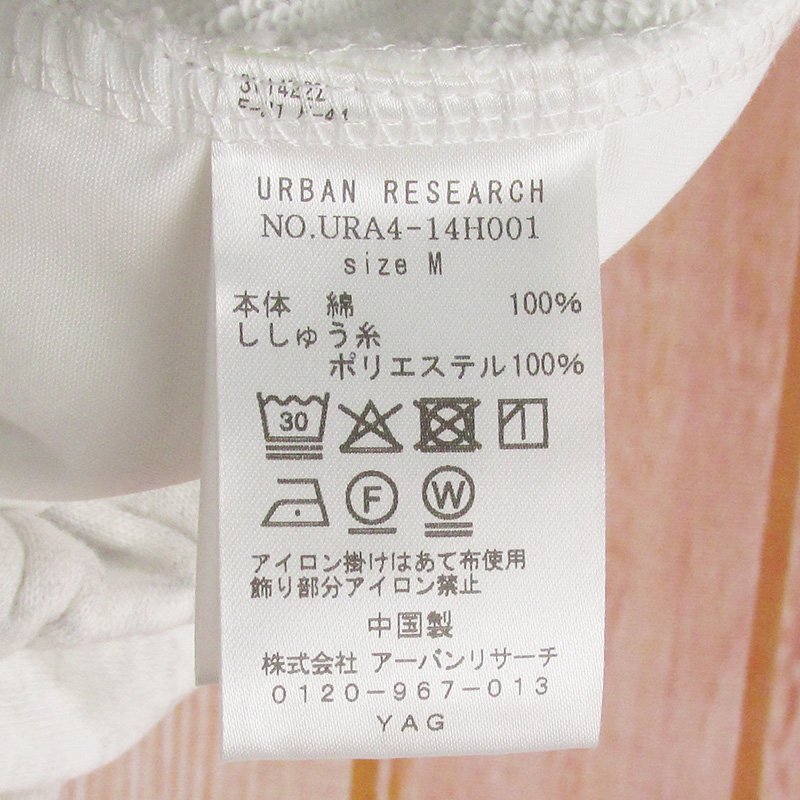 URBAN RESEARCH
NO.URA4-14H001
size M
本体 綿 100%
ししゅう糸
ポリエステル100%
30
F W
アイロン掛けはあて布使用
飾り部分アイロン禁止
中国製
株式会社 アーバンリサーチ
0120-967-013
YAG